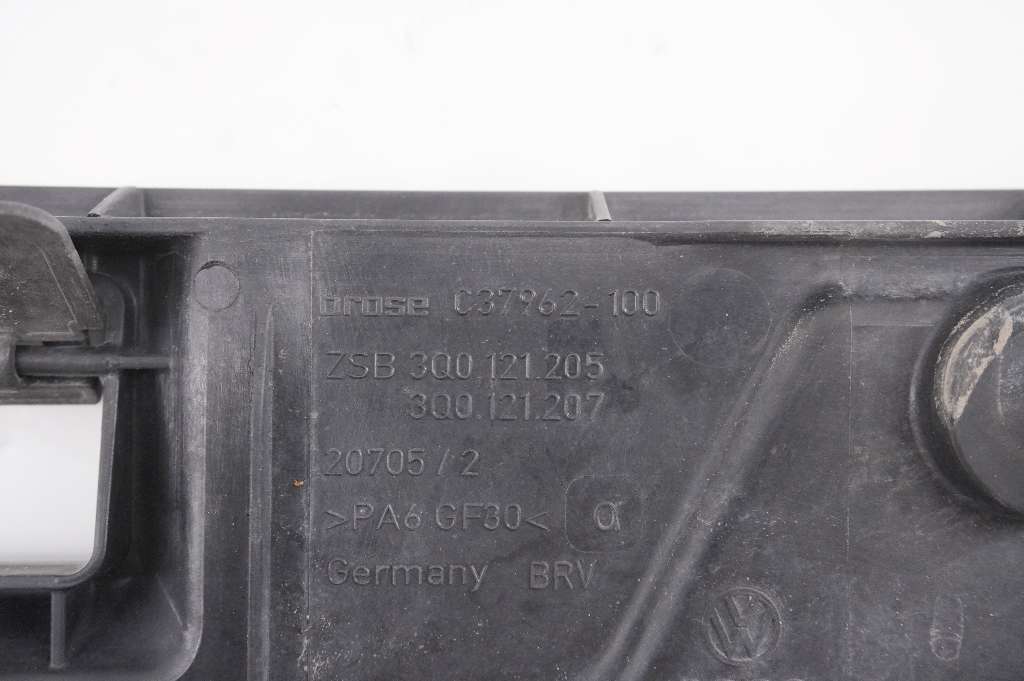 brose C37962-100
ZSB 3Q0.121.205
3Q0.121.207
20705/2
>PA6 GF30<
Germany BRV